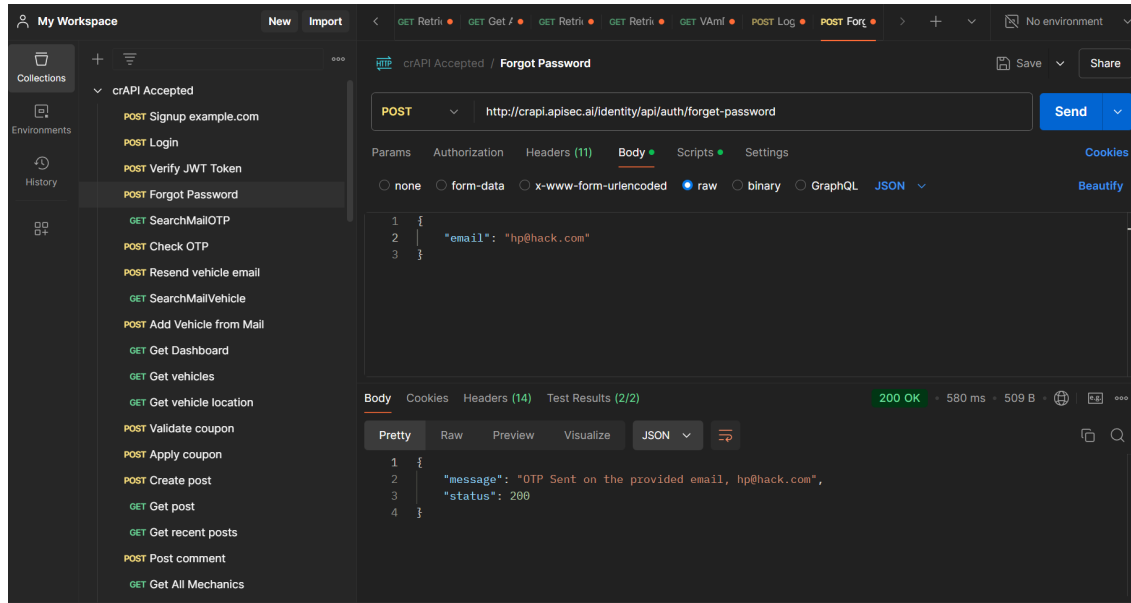 My Workspace
New
Import
GET Retri
GET Get A
GET Retri
GET Retri
GET VAmI
POST Log
POST Forg
No environment
Collections
Environments
History
crAPI Accepted
POST Signup example.com
POST Login
POST Verify JWT Token
POST Forgot Password
GET SearchMailOTP
POST Check OTP
POST Resend vehicle email
GET SearchMailVehicle
POST Add Vehicle from Mail
GET Get Dashboard
GET Get vehicles
GET Get vehicle location
POST Validate coupon
POST Apply coupon
POST Create post
GET Get post
GET Get recent posts
POST Post comment
GET Get All Mechanics
HTTP crAPI Accepted / Forgot Password
Save
Share
POST http://crapi.apisec.ai/identity/api/auth/forget-password
Send
Params Authorization Headers (11) Body Scripts Settings
Cookies
none form-data x-www-form-urlencoded raw binary GraphQL JSON
Beautify
1 {
2 "email": "hp@hack.com"
3 }
Body Cookies Headers (14) Test Results (2/2)
200 OK 580 ms 509 B e.g.
Pretty Raw Preview Visualize JSON
1 {
2 "message": "OTP Sent on the provided email, hp@hack.com",
3 "status": 200
4 }